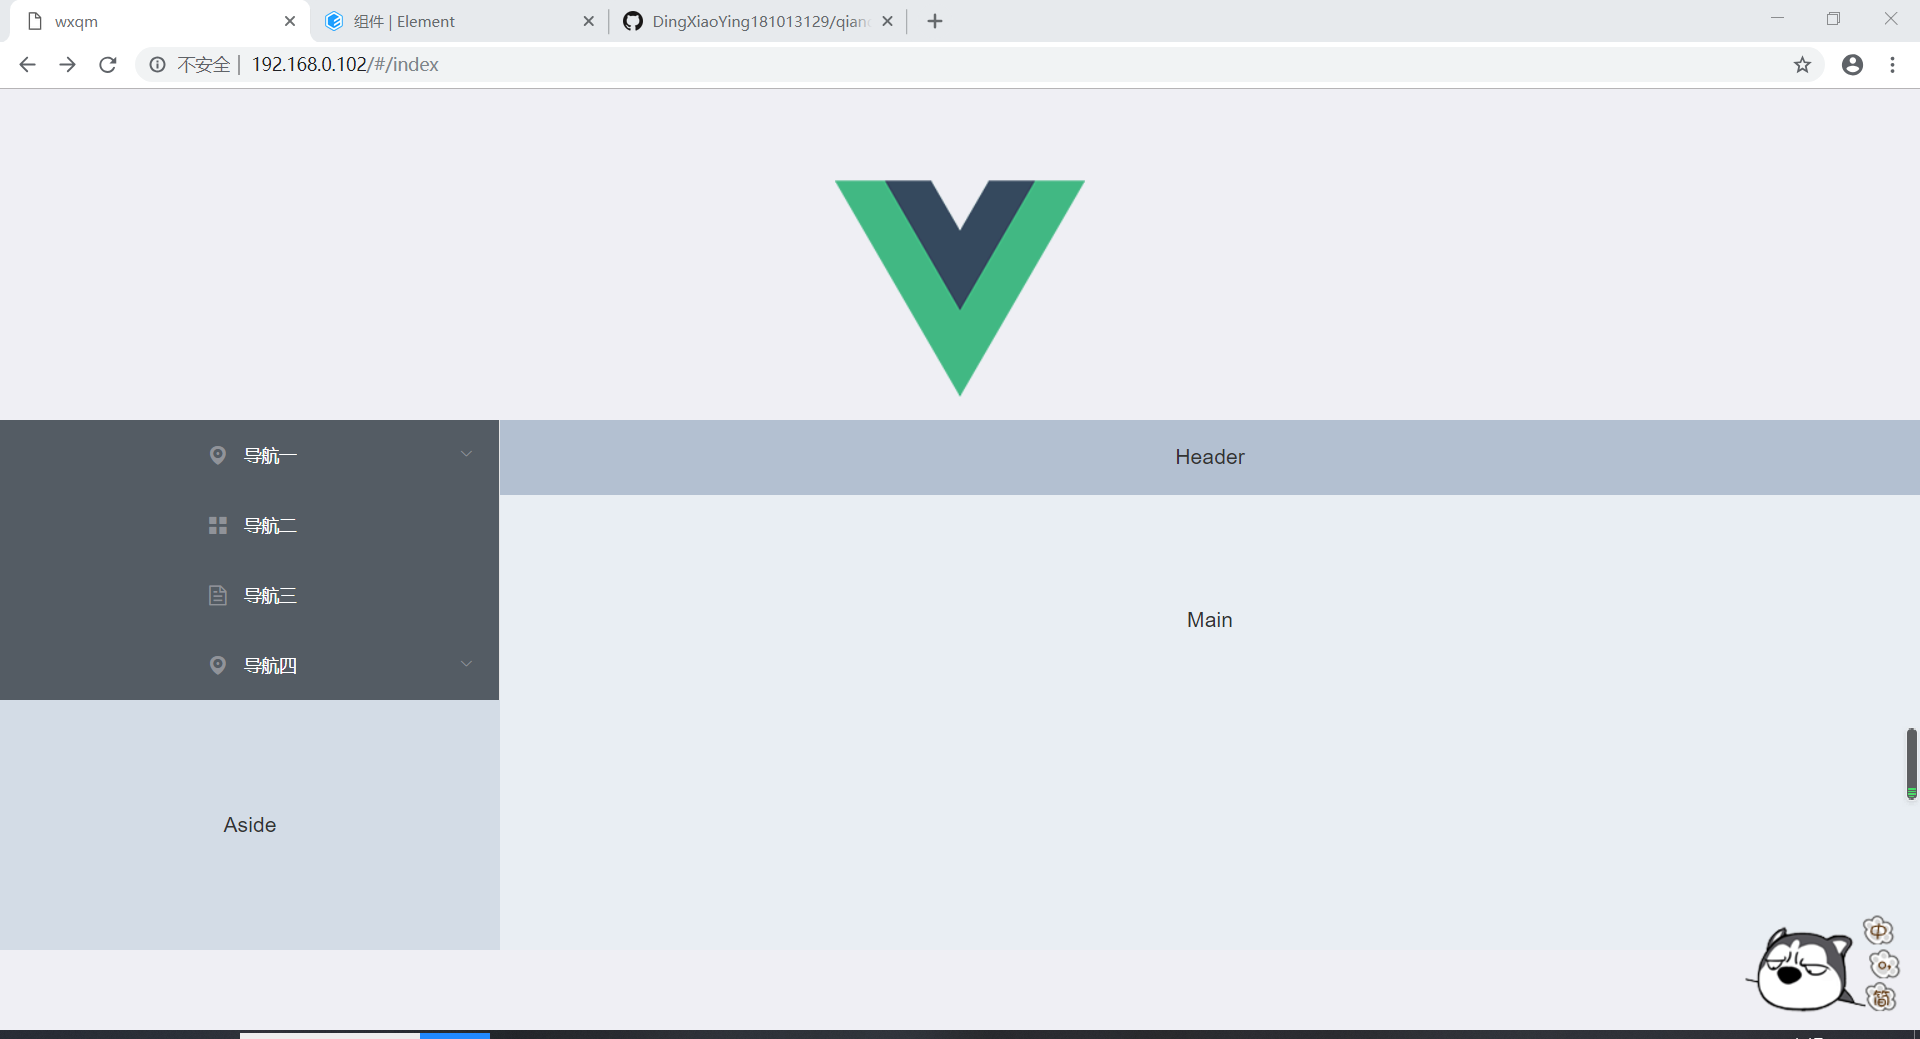 wxqm
组件 | Element
DingXiaoYing181013129/qian
不安全 | 192.168.0.102/#/index
导航一
导航二
导航三
导航四
Aside
Header
Main
中
简